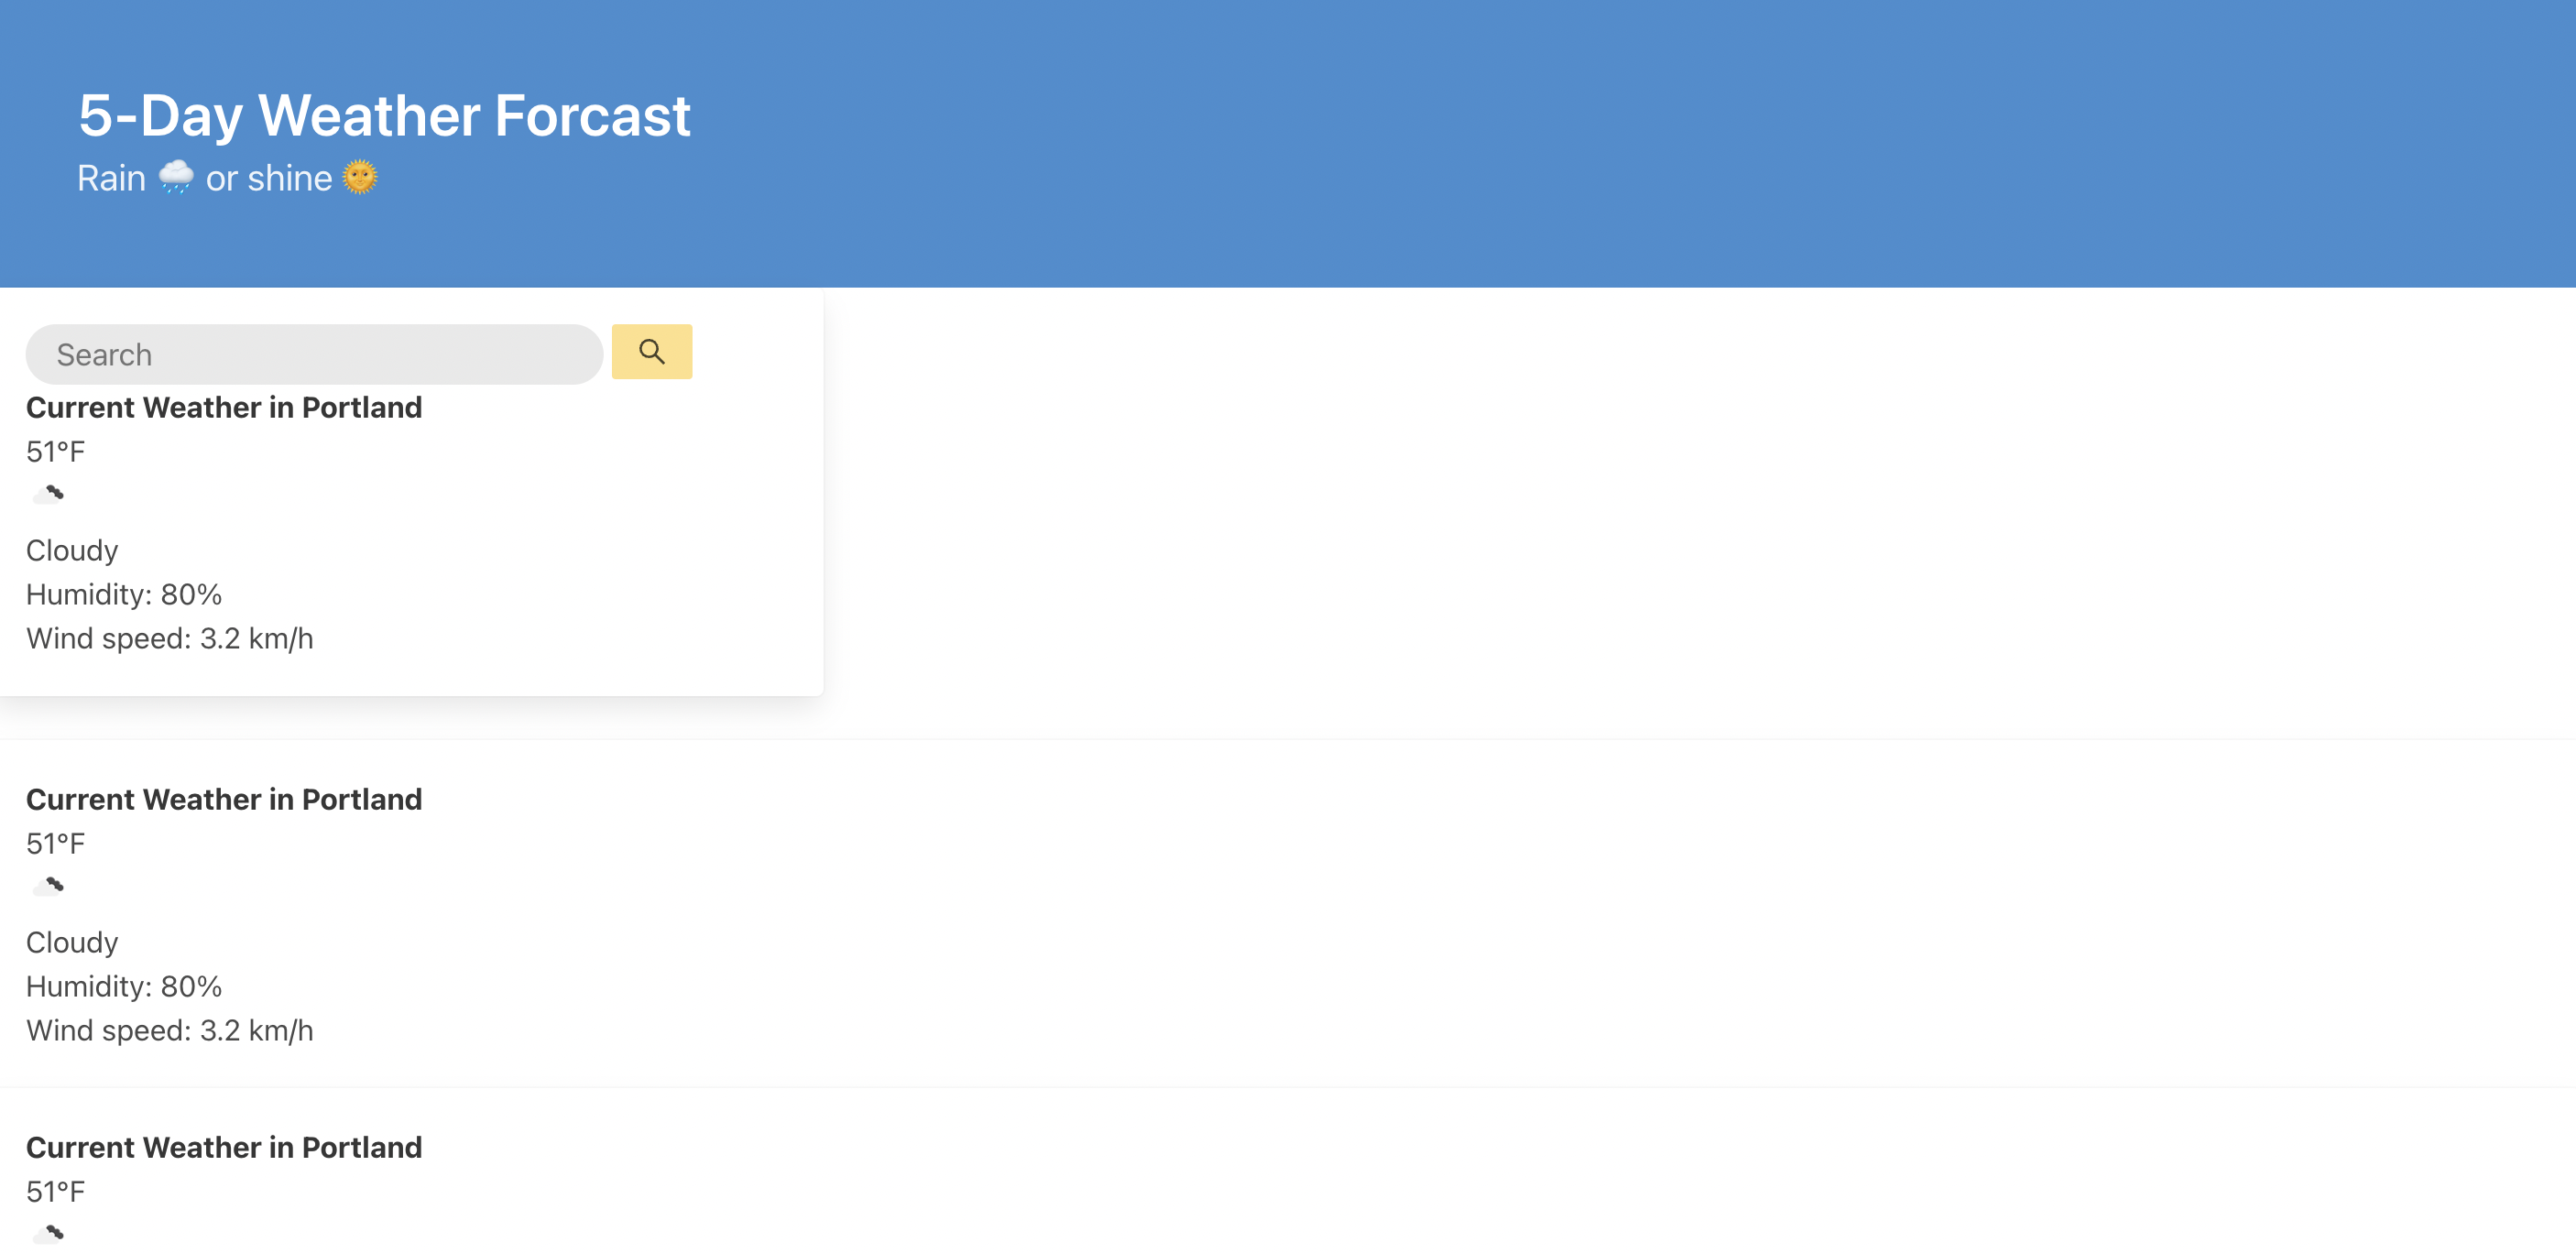 5-Day Weather Forcast
Rain 🌧️ or shine 🌞
Search
Current Weather in Portland
51°F
Cloudy
Humidity: 80%
Wind speed: 3.2 km/h
Current Weather in Portland
51°F
Cloudy
Humidity: 80%
Wind speed: 3.2 km/h
Current Weather in Portland
51°F